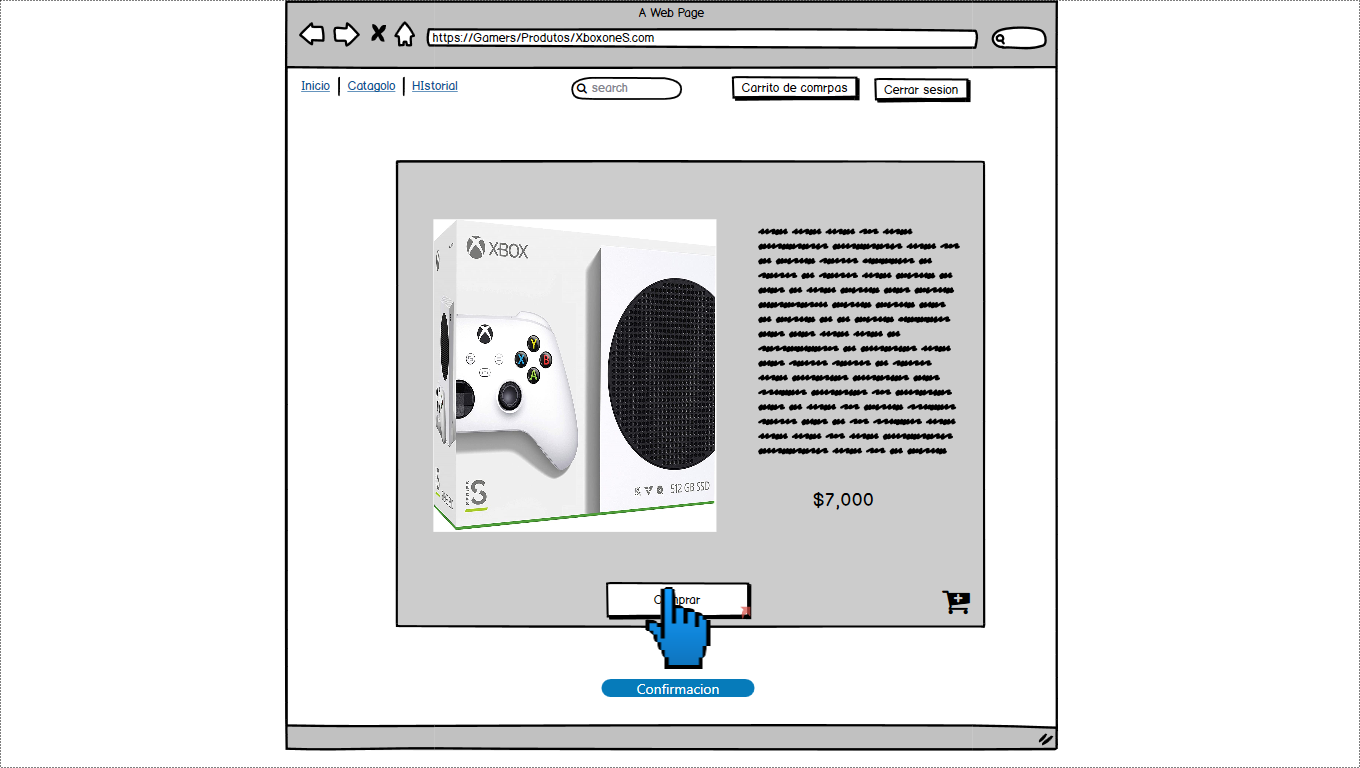 A Web Page
https://Gamers/Produtos/XboxoneS.com
Inicio
Catagolo
HIstorial
search
Carrito de comrpas
Cerrar sesion
XBOX
Y
X
B
A
SERIES
S
512 GB SSD
$7,000
Confirmacion